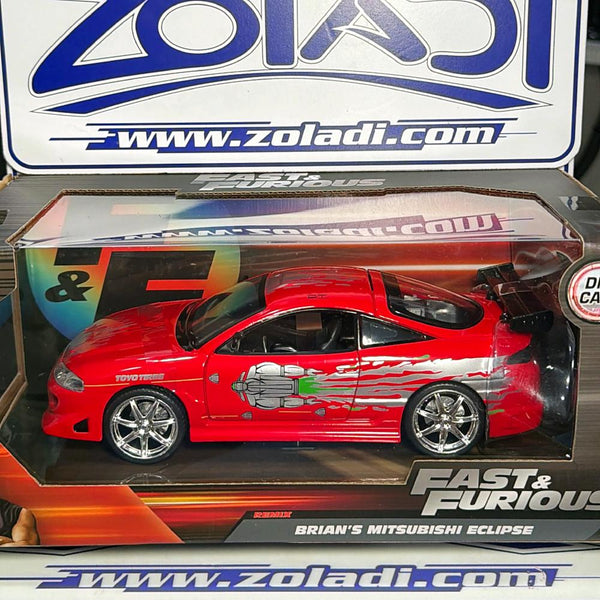 ZOLADI
www.zoladi.com
FAST &
FURIOUS
www.zoladi.com
& F
DIE
CAST
TOYO TIRES
FAST &
FURIOUS
REMIX
BRIAN'S MITSUBISHI ECLIPSE
www.zoladi.com